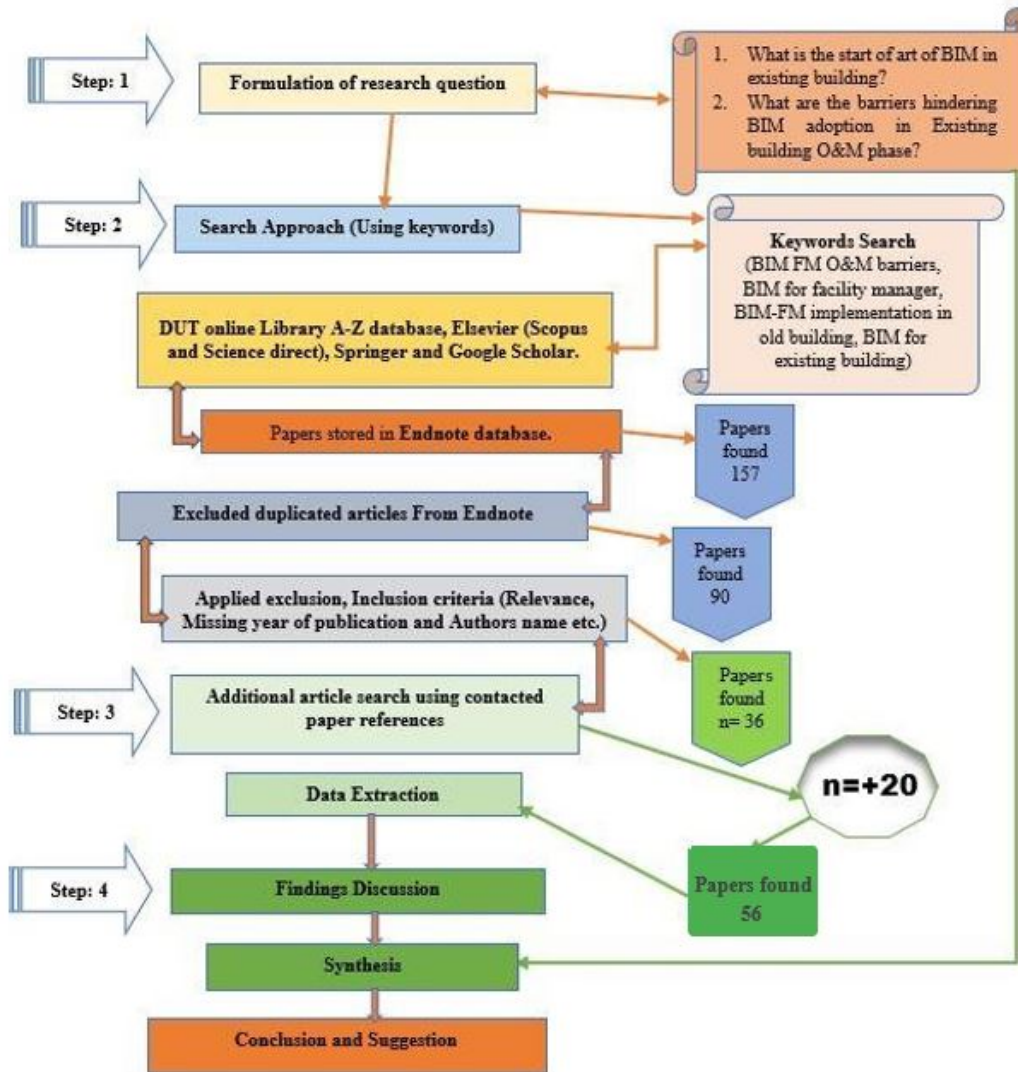 Step: 1
Formulation of research question
1. What is the start of art of BIM in
existing building?
2. What are the barriers hindering
BIM adoption in Existing
building O&M phase?
Step: 2
Search Approach (Using keywords)
Keywords Search
(BIM FM O&M barriers,
BIM for facility manager,
BIM-FM implementation in
old building, BIM for
existing building)
DUT online Library A-Z database, Elsevier (Scopus
and Science direct), Springer and Google Scholar.
Papers stored in Endnote database.
Papers
found
157
Excluded duplicated articles From Endnote
Papers
found
90
Applied exclusion, Inclusion criteria (Relevance,
Missing year of publication and Authors name etc.)
Papers
found
n= 36
Step: 3
Additional article search using contacted
paper references
n=+20
Data Extraction
Papers found
56
Step: 4
Findings Discussion
Synthesis
Conclusion and Suggestion